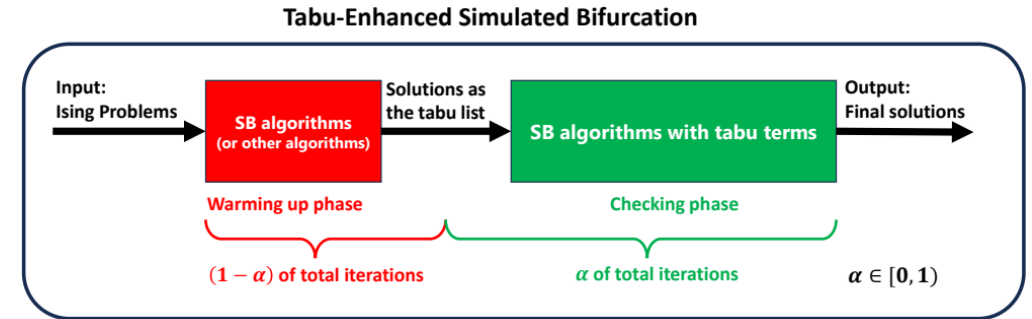 Tabu-Enhanced Simulated Bifurcation
Input:
Ising Problems
SB algorithms
(or other algorithms)
Solutions as
the tabu list
SB algorithms with tabu terms
Output:
Final solutions
Warming up phase
Checking phase
(1 − α) of total iterations
α of total iterations
α ∈ [0, 1)